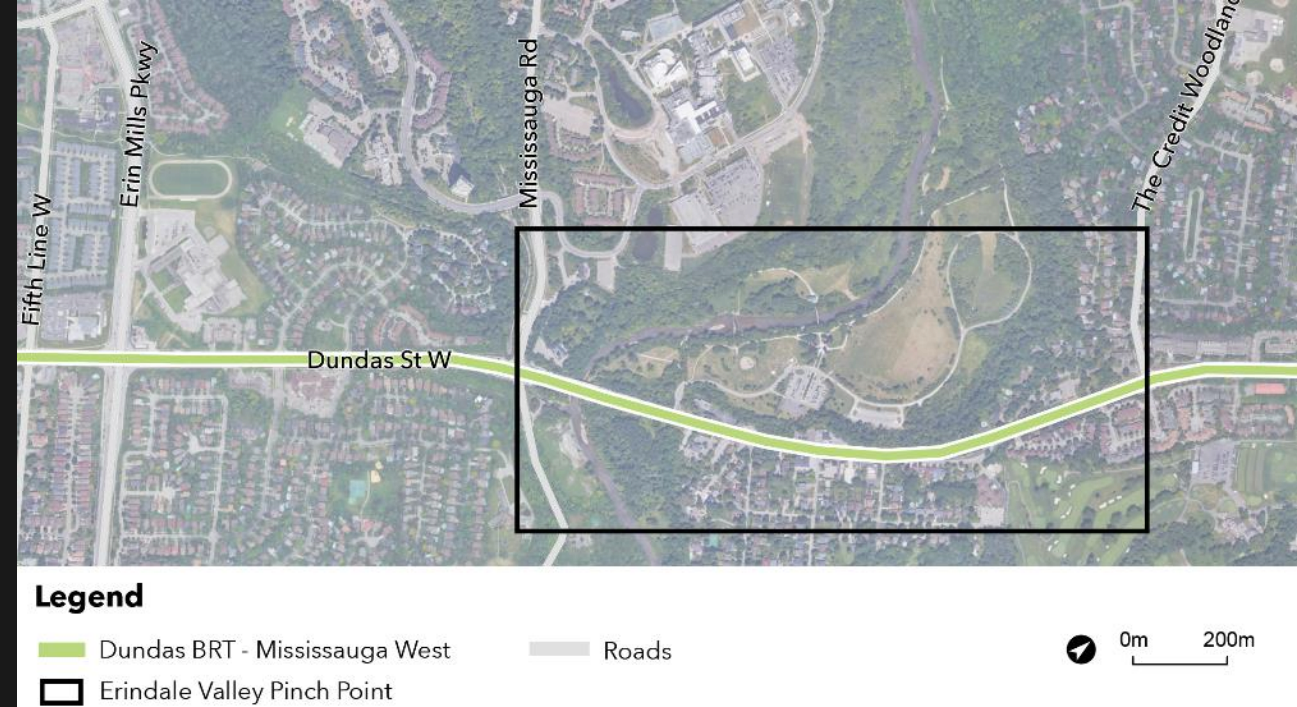 Fifth Line W
Erin Mills Pkwy
Mississauga Rd
The Credit Woodland
Dundas St W
Legend
Dundas BRT - Mississauga West
Roads
0m 200m
Erindale Valley Pinch Point